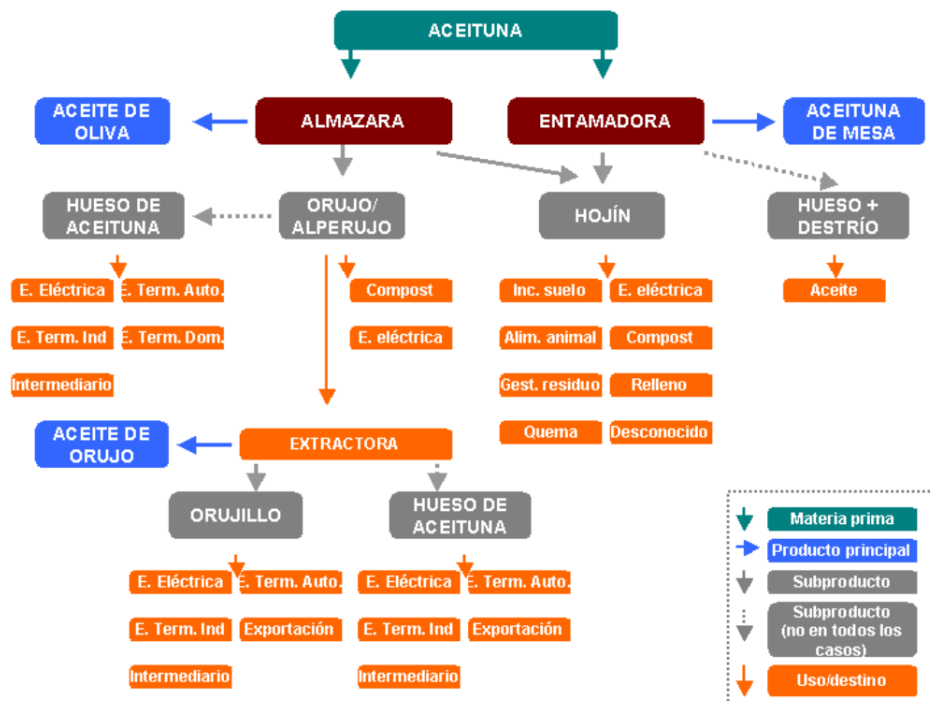 ACEITUNA
ACEITE DE
OLIVA
ALMAZARA
ENTAMADORA
ACEITUNA
DE MESA
HUESO DE
ACEITUNA
ORUJO/
ALPERUJO
HOJÍN
HUESO +
DESTRÍO
E. Eléctrica
E. Term. Auto.
Compost
Inc. suelo
E. eléctrica
Aceite
E. Term. Ind
E. Term. Dom.
E. eléctrica
Alim. animal
Compost
Intermediario
Gest. residuo
Relleno
ACEITE DE
ORUJO
EXTRACTORA
Quema
Desconocido
ORUJILLO
HUESO DE
ACEITUNA
E. Eléctrica
E. Term. Auto.
E. Eléctrica
E. Term. Auto.
E. Term. Ind
Exportación
E. Term. Ind
Exportación
Intermediario
Intermediario
Materia prima
Producto principal
Subproducto
Subproducto
(no en todos los
casos)
Uso/destino